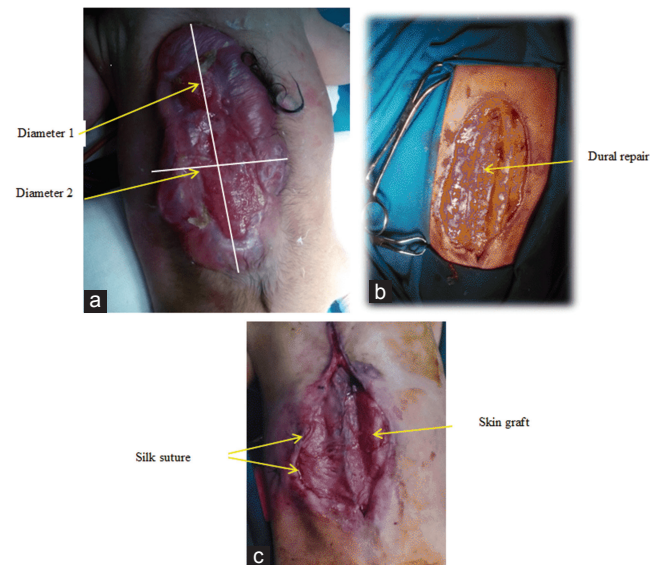 Diameter 1
Diameter 2
a
Dural repair
b
Silk suture
Skin graft
c